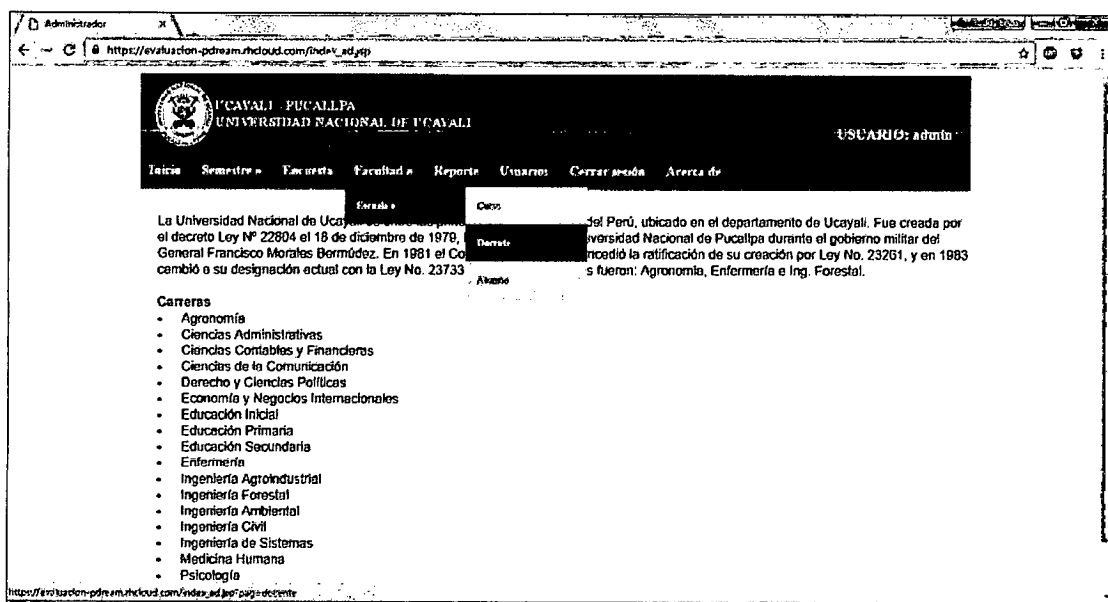 Administrador
https://evaluacion-pdream.rhcloud.com/index_ad.jsp
UCAYALI - PUCALLPA
UNIVERSIDAD NACIONAL DE UCAYALI
USUARIO: admin
Inicio Semestre » Encuesta Facultad » Reporte Usuarios Cerrar sesión Acerca de
Escuela » Curso
Docente
Alumno
La Universidad Nacional de Ucay del Perú, ubicado en el departamento de Ucayali. Fue creada por
el decreto Ley Nº 22804 el 18 de diciembre de 1979, iversidad Nacional de Pucallpa durante el gobierno militar del
General Francisco Morales Bermúdez. En 1981 el Co ncedió la ratificación de su creación por Ley No. 23261, y en 1983
cambió a su designación actual con la Ley No. 23733 s fueron: Agronomía, Enfermería e Ing. Forestal.
Carreras
• Agronomía
• Ciencias Administrativas
• Ciencias Contables y Financieras
• Ciencias de la Comunicación
• Derecho y Ciencias Políticas
• Economía y Negocios Internacionales
• Educación Inicial
• Educación Primaria
• Educación Secundaria
• Enfermería
• Ingeniería Agroindustrial
• Ingeniería Forestal
• Ingeniería Ambiental
• Ingeniería Civil
• Ingeniería de Sistemas
• Medicina Humana
• Psicología
https://evaluacion-pdream.rhcloud.com/index_ad.jsp?pag=docente